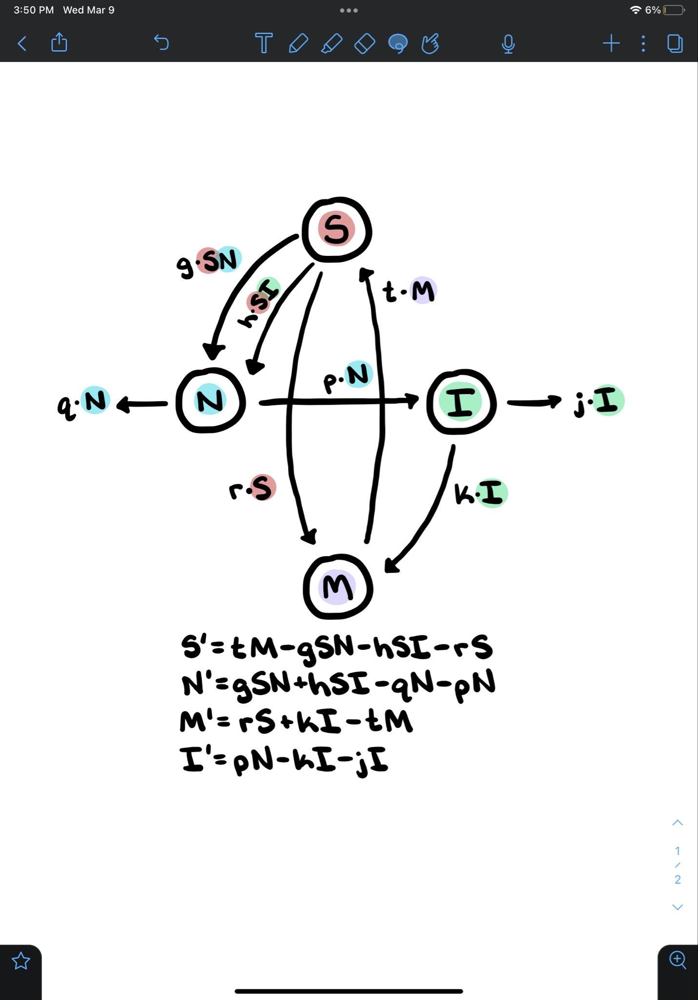 3:50 PM Wed Mar 9
6%
T
S
g·SN
h·SI
t·M
p·N
q·N
N
I
j·I
r·S
k·I
M
S'=tM-gSN-hSI-rS
N'=gSN+hSI-qN-pN
M'=rS+kI-tM
I'=pN-kI-jI
1
/
2